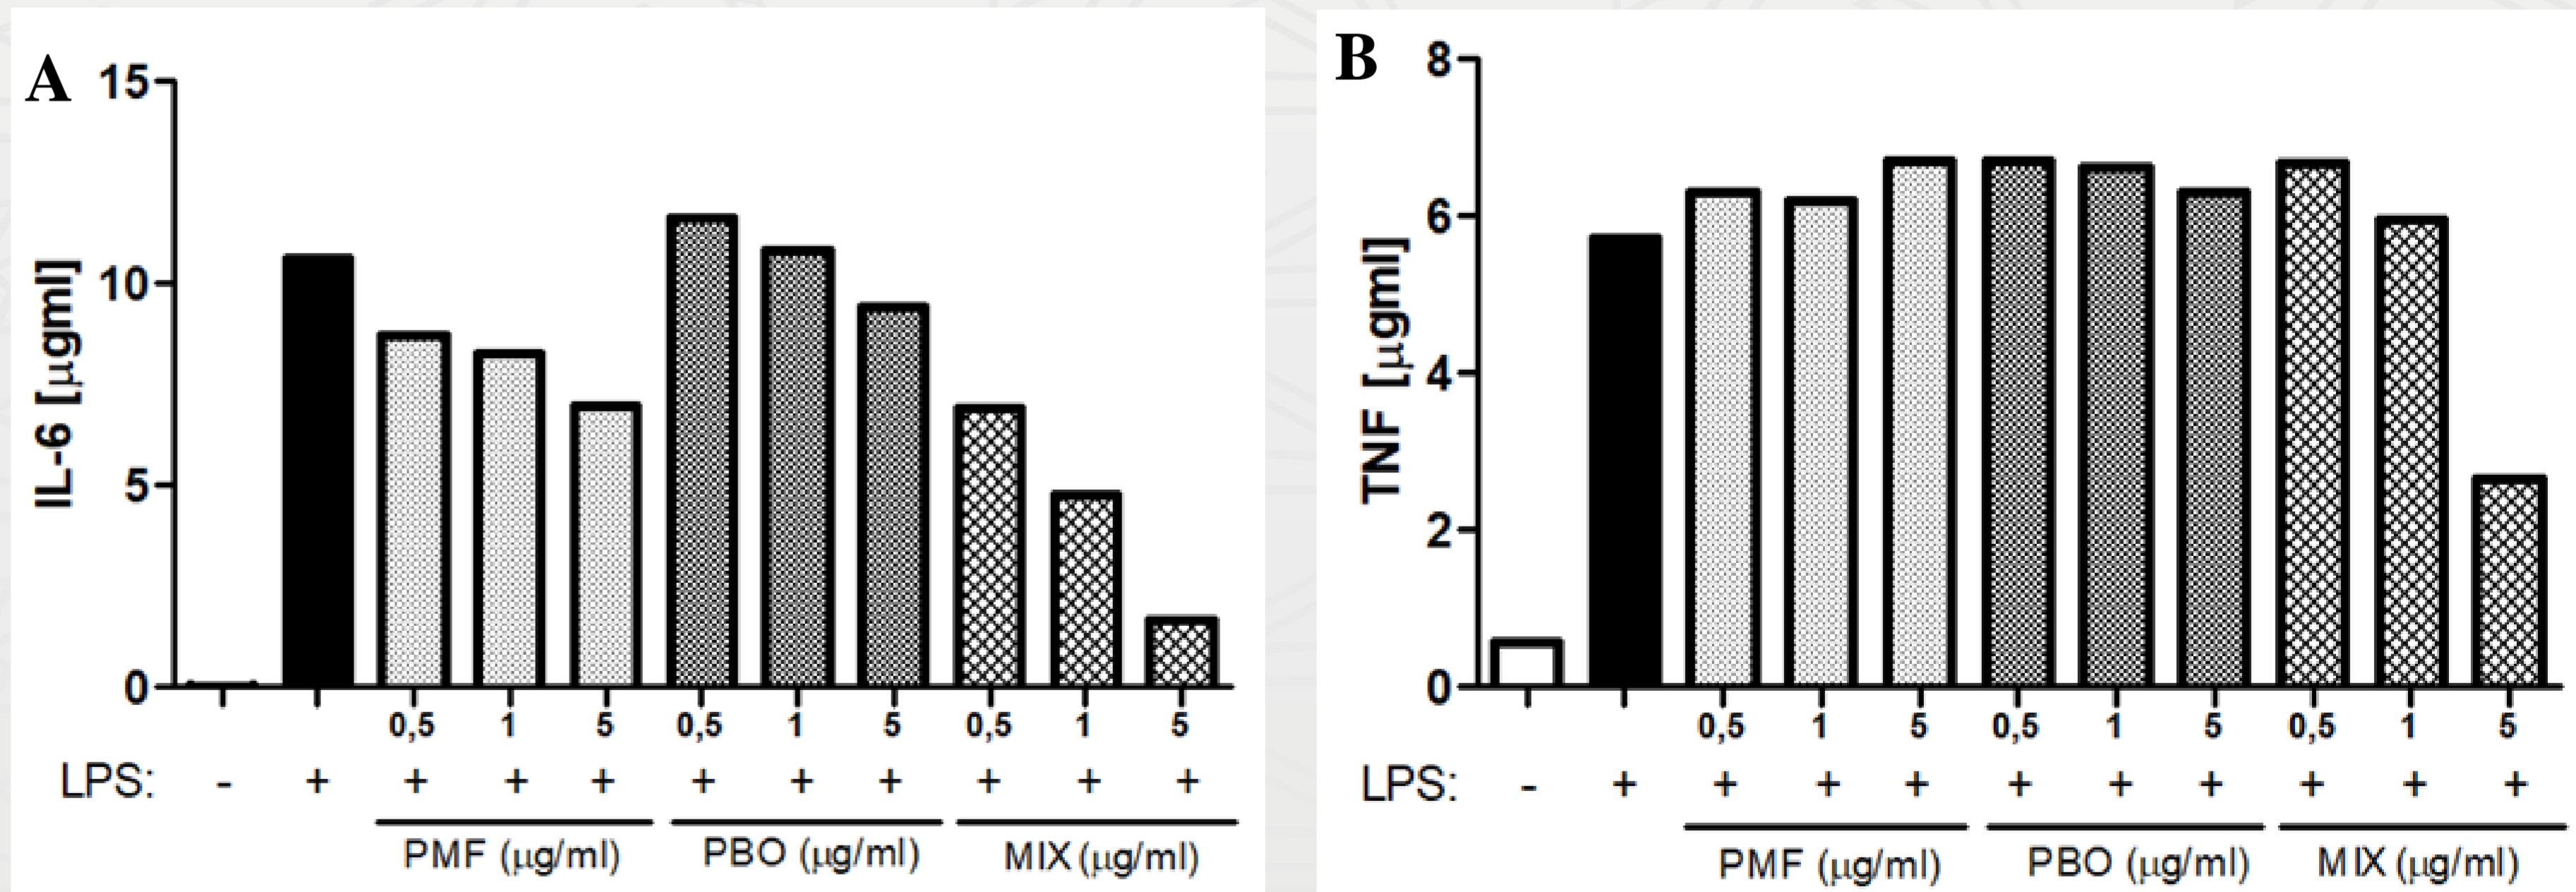 A
15
10
5
0
IL-6 [μgml]
0,5 1 5 0,5 1 5 0,5 1 5
LPS: - + + + + + + + + + +
PMF (μg/ml) PBO (μg/ml) MIX (μg/ml)
B
8
6
4
2
0
TNF [μgml]
0,5 1 5 0,5 1 5 0,5 1 5
LPS: - + + + + + + + + + +
PMF (μg/ml) PBO (μg/ml) MIX (μg/ml)